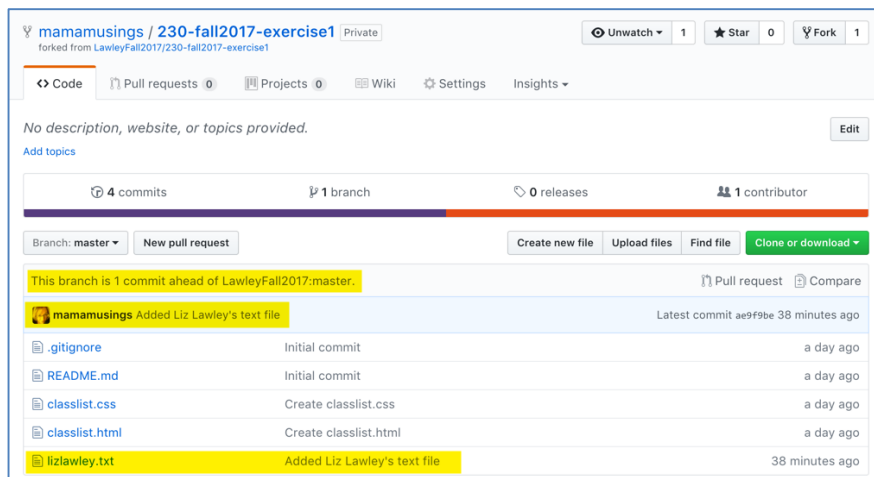 mamamusings / 230-fall2017-exercise1 Private Unwatch 1 Star 0 Fork 1
forked from LawleyFall2017/230-fall2017-exercise1
Code Pull requests 0 Projects 0 Wiki Settings Insights
No description, website, or topics provided. Edit
Add topics
4 commits 1 branch 0 releases 1 contributor
Branch: master New pull request Create new file Upload files Find file Clone or download
This branch is 1 commit ahead of LawleyFall2017:master. Pull request Compare
mamamusings Added Liz Lawley's text file Latest commit ae9f9be 38 minutes ago
.gitignore Initial commit a day ago
README.md Initial commit a day ago
classlist.css Create classlist.css a day ago
classlist.html Create classlist.html a day ago
lizlawley.txt Added Liz Lawley's text file 38 minutes ago